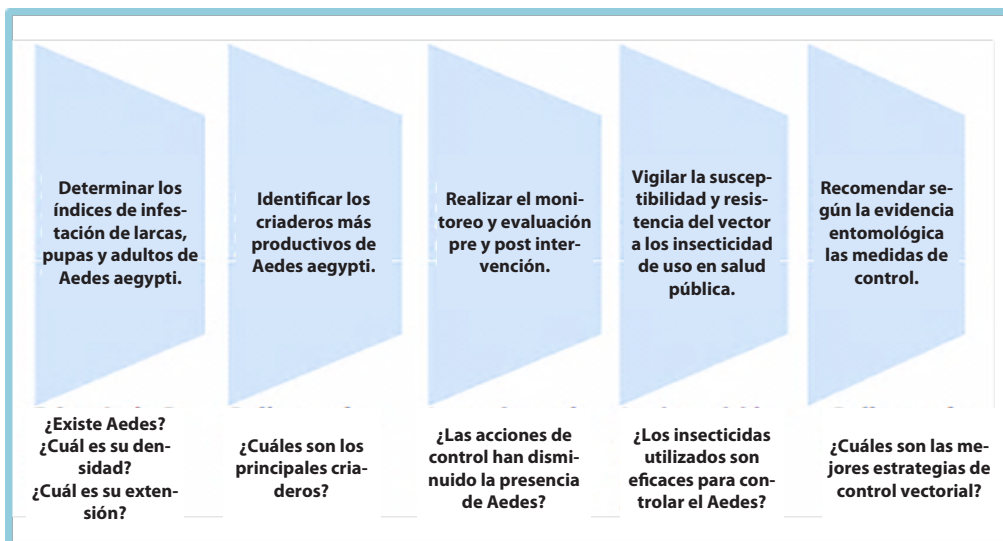 Determinar los
índices de infes-
tación de larcas,
pupas y adultos de
Aedes aegypti.
Identificar los
criaderos más
productivos de
Aedes aegypti.
Realizar el moni-
toreo y evaluación
pre y post inter-
vención.
Vigilar la suscep-
tibilidad y resis-
tencia del vector
a los insecticidad
de uso en salud
pública.
Recomendar se-
gún la evidencia
entomológica
las medidas de
control.
¿Existe Aedes?
¿Cuál es su den-
sidad?
¿Cuál es su exten-
sión?
¿Cuáles son los
principales cria-
deros?
¿Las acciones de
control han dismi-
nuido la presencia
de Aedes?
¿Los insecticidas
utilizados son
eficaces para con-
trolar el Aedes?
¿Cuáles son las me-
jores estrategias de
control vectorial?